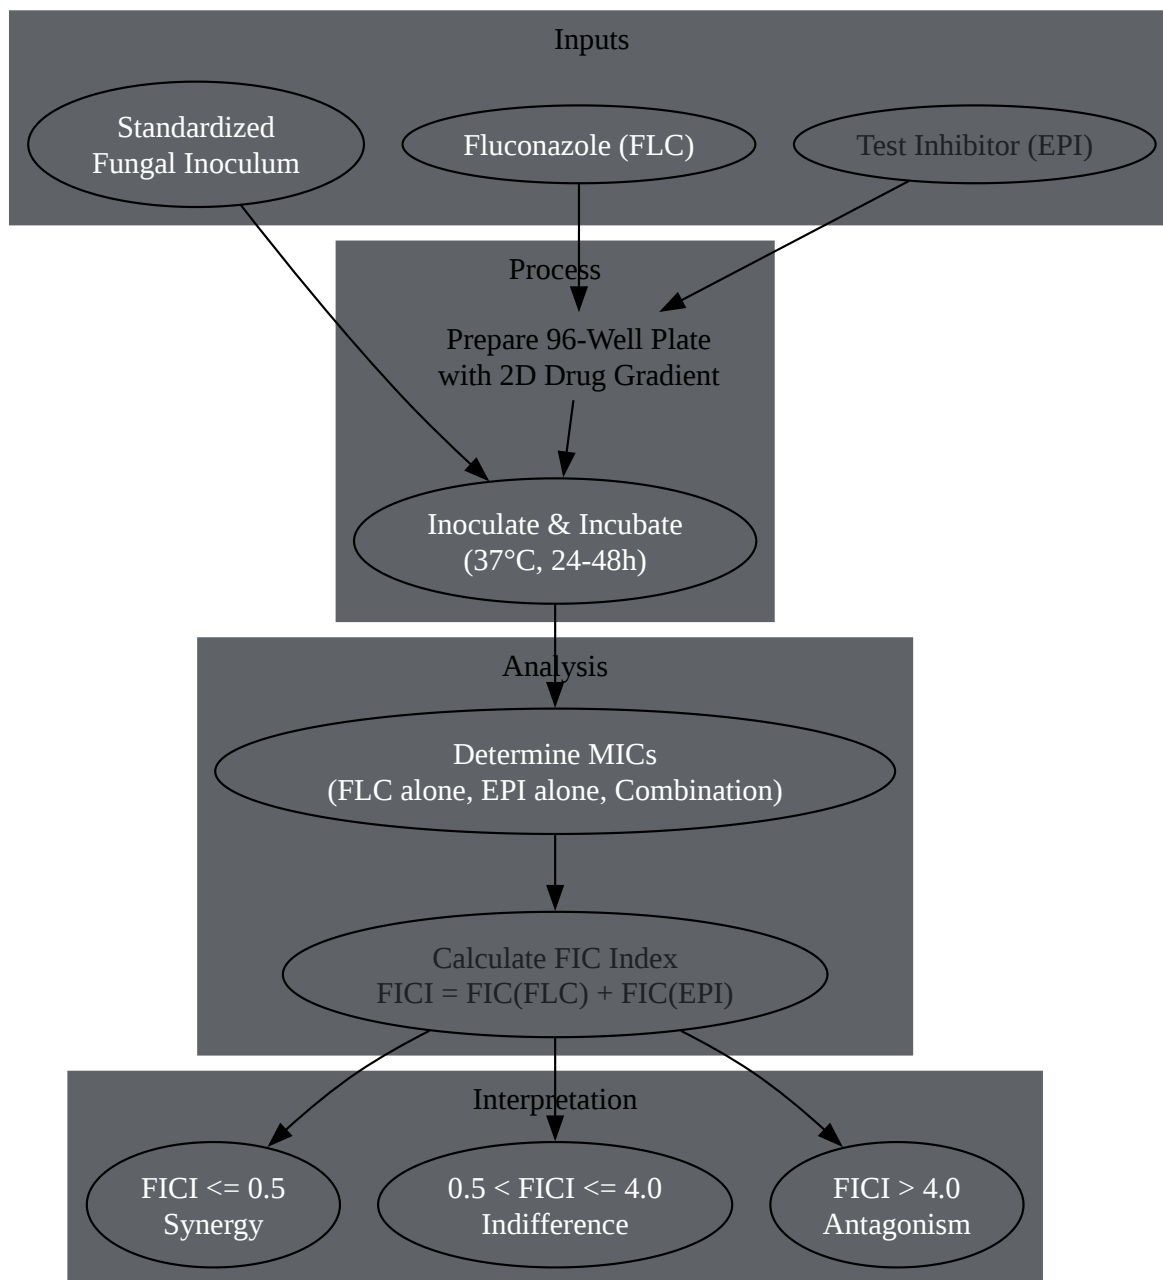 Inputs
Standardized
Fungal Inoculum
Fluconazole (FLC)
Test Inhibitor (EPI)
Process
Prepare 96-Well Plate
with 2D Drug Gradient
Inoculate & Incubate
(37°C, 24-48h)
Analysis
Determine MICs
(FLC alone, EPI alone, Combination)
Calculate FIC Index
FICI = FIC(FLC) + FIC(EPI)
Interpretation
FICI <= 0.5
Synergy
0.5 < FICI <= 4.0
Indifference
FICI > 4.0
Antagonism